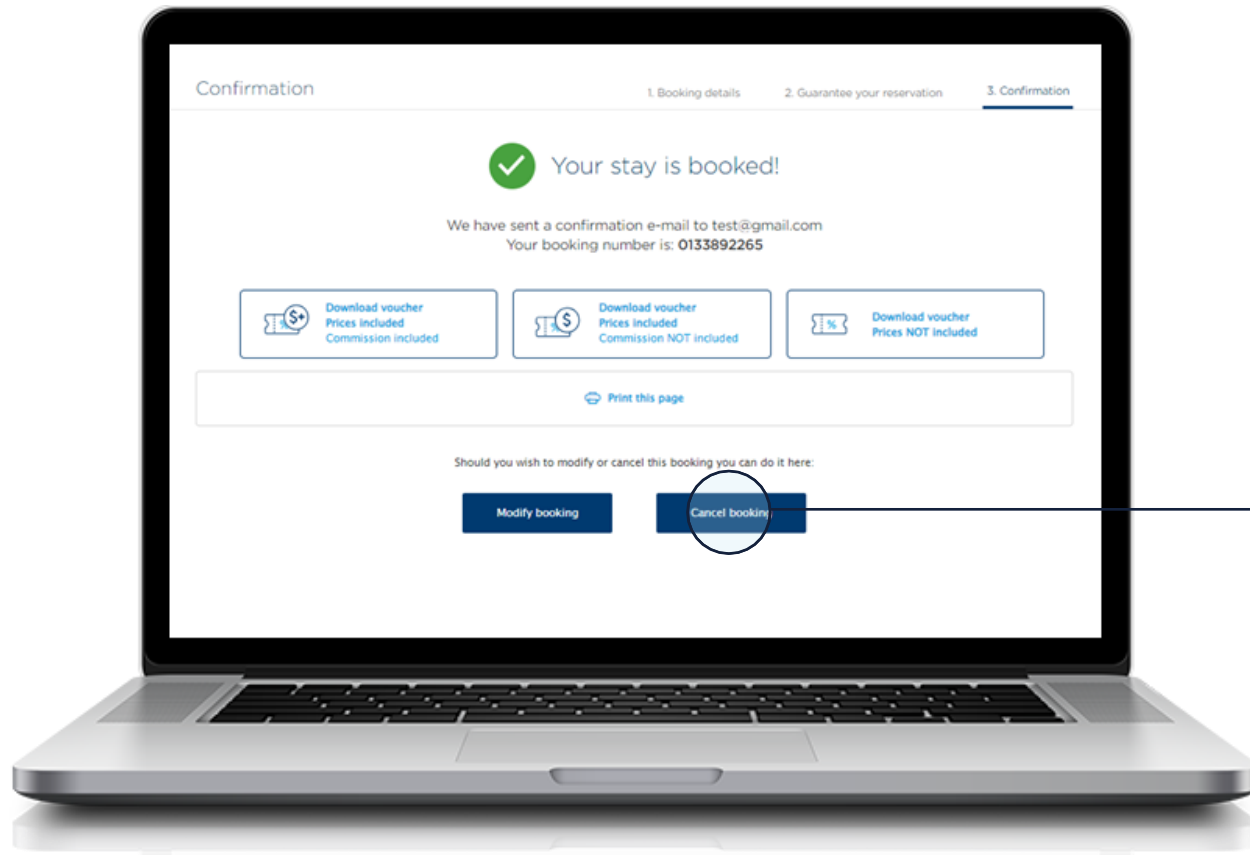 Confirmation
1. Booking details
2. Guarantee your reservation
3. Confirmation
Your stay is booked!
We have sent a confirmation e-mail to test@gmail.com
Your booking number is: 0133892265
Download voucher
Prices included
Commission included
Download voucher
Prices included
Commission NOT included
Download voucher
Prices NOT included
Print this page
Should you wish to modify or cancel this booking you can do it here:
Modify booking
Cancel booking